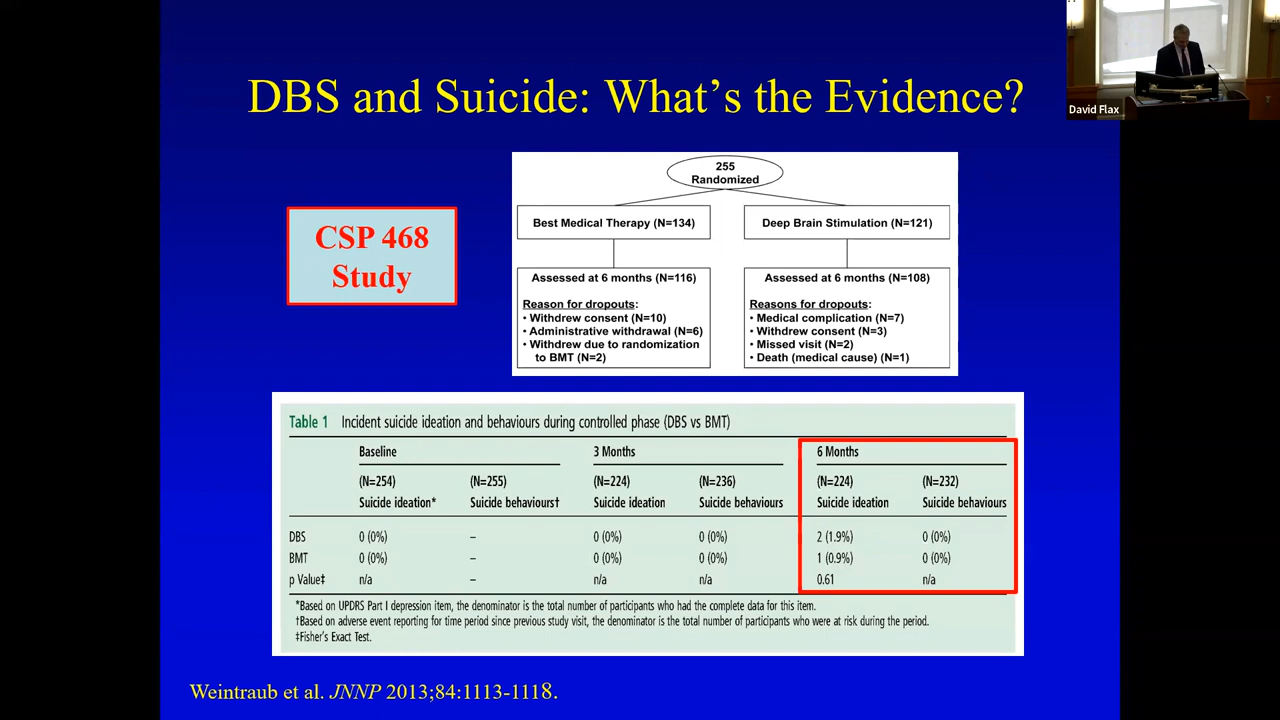 DBS and Suicide: What's the Evidence?
David Flax
CSP 468
Study
255
Randomized
Best Medical Therapy (N=134)
Deep Brain Stimulation (N=121)
Assessed at 6 months (N=116)
Reason for dropouts:
• Withdrew consent (N=10)
• Administrative withdrawal (N=6)
• Withdrew due to randomization
to BMT (N=2)
Assessed at 6 months (N=108)
Reasons for dropouts:
• Medical complication (N=7)
• Withdrew consent (N=3)
• Missed visit (N=2)
• Death (medical cause) (N=1)
Table 1 Incident suicide ideation and behaviours during controlled phase (DBS vs BMT)
Baseline 3 Months 6 Months
(N=254) (N=255) (N=224) (N=236) (N=224) (N=232)
Suicide ideation* Suicide behaviours† Suicide ideation Suicide behaviours Suicide ideation Suicide behaviours
DBS 0 (0%) – 0 (0%) 0 (0%) 2 (1.9%) 0 (0%)
BMT 0 (0%) – 0 (0%) 0 (0%) 1 (0.9%) 0 (0%)
p Value‡ n/a – n/a n/a 0.61 n/a
*Based on UPDRS Part I depression item, the denominator is the total number of participants who had the complete data for this item.
†Based on adverse event reporting for time period since previous study visit, the denominator is the total number of participants who were at risk during the period.
‡Fisher's Exact Test.
Weintraub et al. JNNP 2013;84:1113-1118.